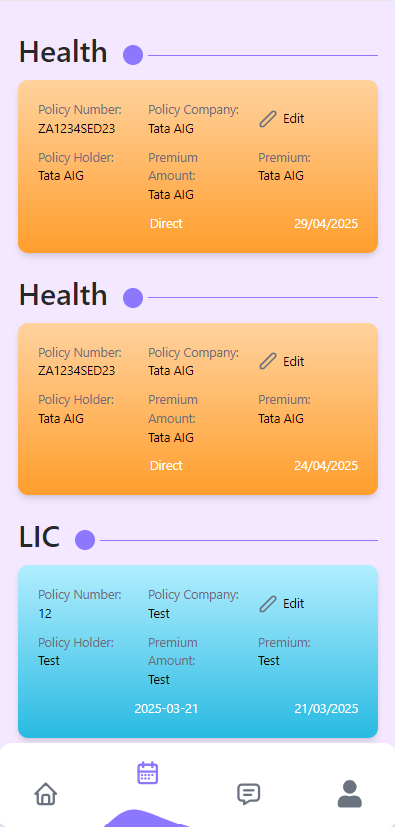 Health
Policy Number: Policy Company: Edit
ZA1234SED23 Tata AIG
Policy Holder: Premium Amount: Premium:
Tata AIG Tata AIG Tata AIG
Direct 29/04/2025
Health
Policy Number: Policy Company: Edit
ZA1234SED23 Tata AIG
Policy Holder: Premium Amount: Premium:
Tata AIG Tata AIG Tata AIG
Direct 24/04/2025
LIC
Policy Number: Policy Company: Edit
12 Test
Policy Holder: Premium Amount: Premium:
Test Test Test
2025-03-21 21/03/2025